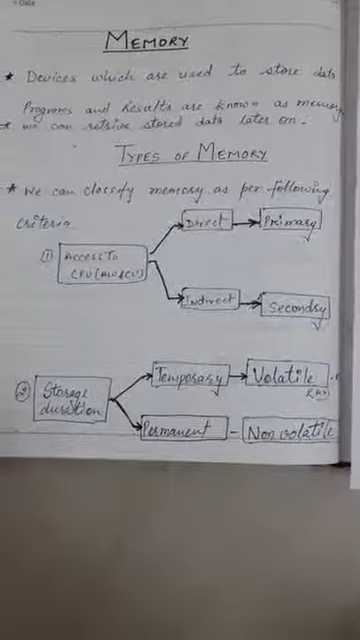 Date
MEMORY
★ Devices which are used to store data
Programs and Results are known as memory.
★ we can retrive stored data later on.
TYPES OF MEMORY
★ We can classify memory as per following
Criteria
① Access To
CPU (ALU & CU)
Direct
Primary
Indirect
Secondry
② Storage
duration
Temporary
Volatile
RAM
Permanent
Non volatile